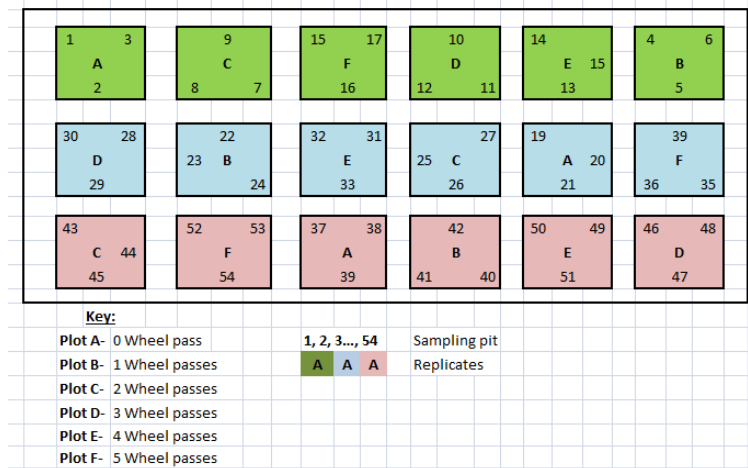 1 3 9 15 17 10 14 4 6
A C F D E 15 B
2 8 7 16 12 11 13 5
30 28 22 32 31 27 19 39
D 23 B E 25 C A 20 F
29 24 33 26 21 36 35
43 52 53 37 38 42 50 49 46 48
C 44 F A B E D
45 54 39 41 40 51 47
Key:
Plot A- 0 Wheel pass 1, 2, 3..., 54 Sampling pit
Plot B- 1 Wheel passes A A A Replicates
Plot C- 2 Wheel passes
Plot D- 3 Wheel passes
Plot E- 4 Wheel passes
Plot F- 5 Wheel passes